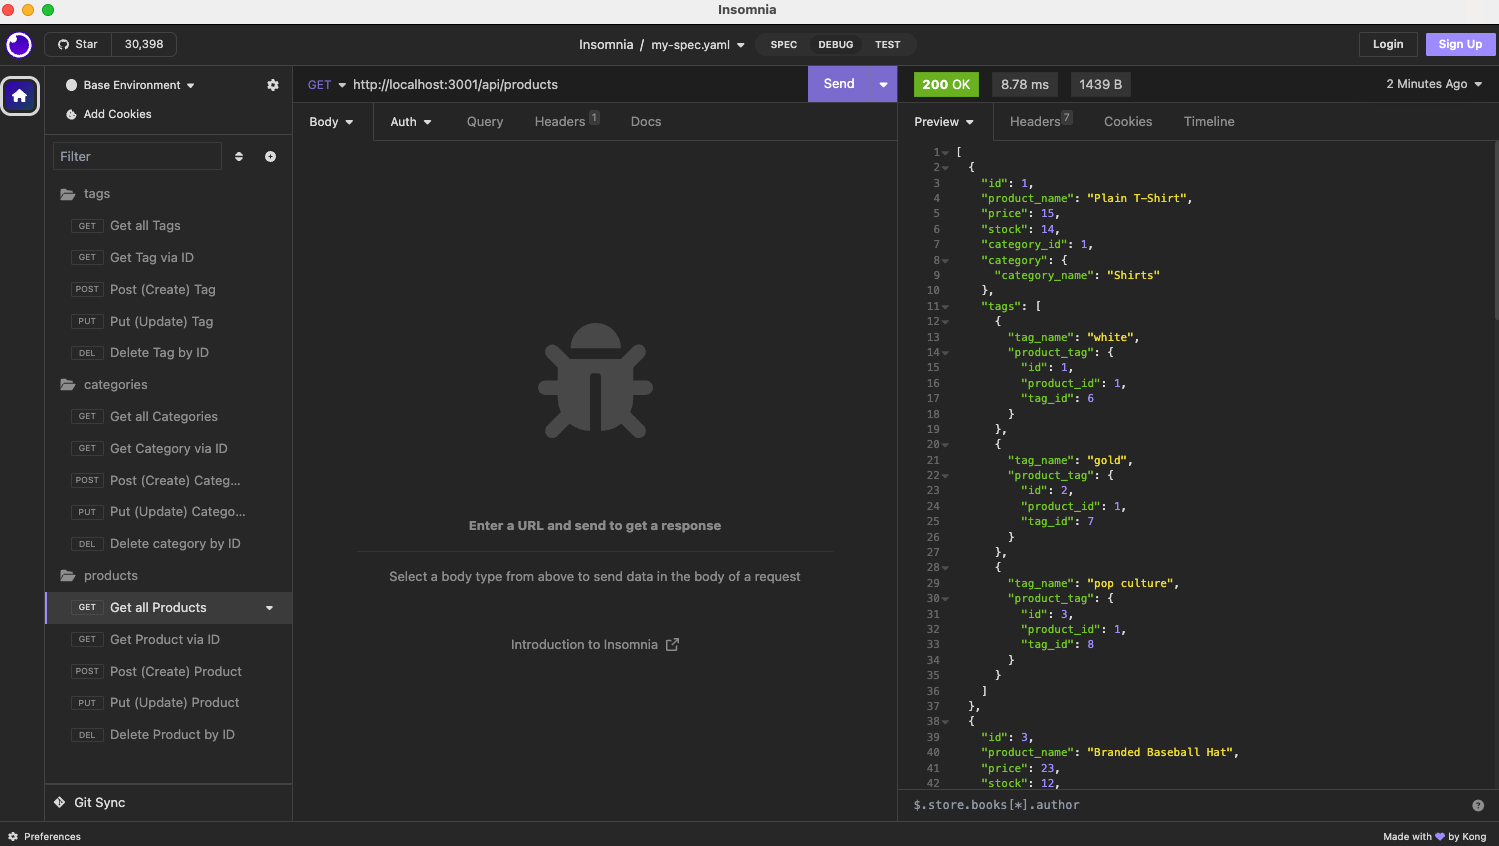 Insomnia
Star 30,398
Insomnia / my-spec.yaml
SPEC DEBUG TEST
Login Sign Up
Base Environment
Add Cookies
Filter
tags
GET Get all Tags
GET Get Tag via ID
POST Post (Create) Tag
PUT Put (Update) Tag
DEL Delete Tag by ID
categories
GET Get all Categories
GET Get Category via ID
POST Post (Create) Categ...
PUT Put (Update) Catego...
DEL Delete category by ID
products
GET Get all Products
GET Get Product via ID
POST Post (Create) Product
PUT Put (Update) Product
DEL Delete Product by ID
Git Sync
Preferences
GET http://localhost:3001/api/products Send
Body Auth Query Headers 1 Docs
Enter a URL and send to get a response
Select a body type from above to send data in the body of a request
Introduction to Insomnia
200 OK 8.78 ms 1439 B 2 Minutes Ago
Preview Headers 7 Cookies Timeline
1 [
2 {
3 "id": 1,
4 "product_name": "Plain T-Shirt",
5 "price": 15,
6 "stock": 14,
7 "category_id": 1,
8 "category": {
9 "category_name": "Shirts"
10 },
11 "tags": [
12 {
13 "tag_name": "white",
14 "product_tag": {
15 "id": 1,
16 "product_id": 1,
17 "tag_id": 6
18 }
19 },
20 {
21 "tag_name": "gold",
22 "product_tag": {
23 "id": 2,
24 "product_id": 1,
25 "tag_id": 7
26 }
27 },
28 {
29 "tag_name": "pop culture",
30 "product_tag": {
31 "id": 3,
32 "product_id": 1,
33 "tag_id": 8
34 }
35 }
36 ]
37 },
38 {
39 "id": 3,
40 "product_name": "Branded Baseball Hat",
41 "price": 23,
42 "stock": 12,
$.store.books[*].author
Made with 💜 by Kong